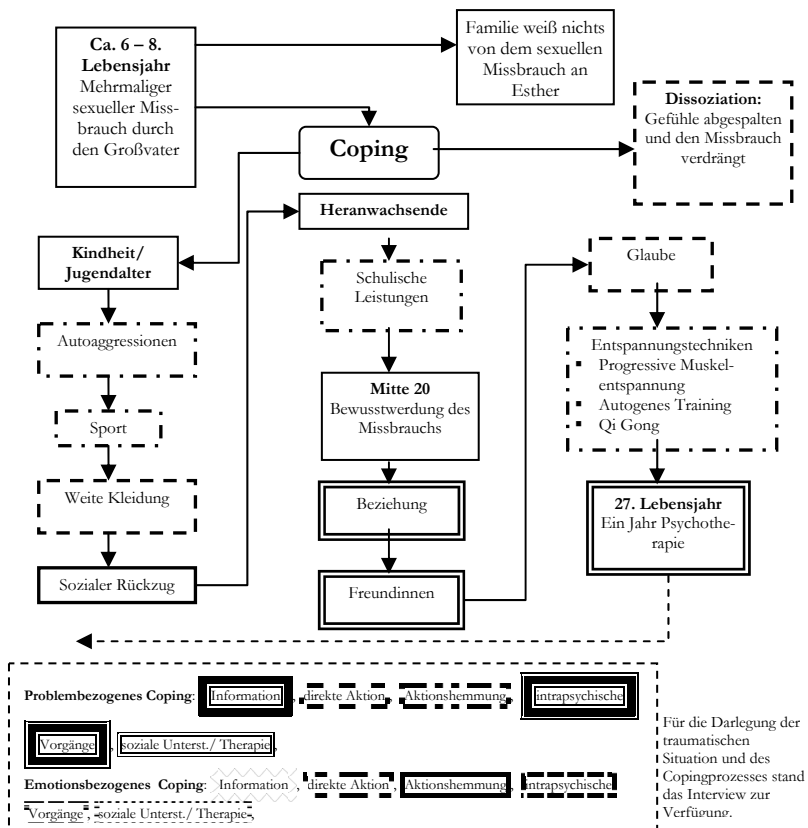 Ca. 6 – 8.
Lebensjahr
Mehrmaliger
sexueller Miss-
brauch durch
den Großvater
Familie weiß nichts
von dem sexuellen
Missbrauch an
Esther
Dissoziation:
Gefühle abgespalten
und den Missbrauch
verdrängt
Coping
Heranwachsende
Kindheit/
Jugendalter
Schulische
Leistungen
Glaube
Autoaggressionen
Entspannungstechniken
▪ Progressive Muskel-
entspannung
▪ Autogenes Training
▪ Qi Gong
Mitte 20
Bewusstwerdung des
Missbrauchs
Sport
Weite Kleidung
Beziehung
27. Lebensjahr
Ein Jahr Psychothe-
rapie
Sozialer Rückzug
Freundinnen
Problembezogenes Coping: Information, direkte Aktion, Aktionshemmung, intrapsychische
Vorgänge, soziale Unterst./ Therapie,
Emotionsbezogenes Coping: Information, direkte Aktion, Aktionshemmung, intrapsychische
Vorgänge, soziale Unterst./ Therapie,
Für die Darlegung der
traumatischen
Situation und des
Copingprozesses stand
das Interview zur
Verfügung.